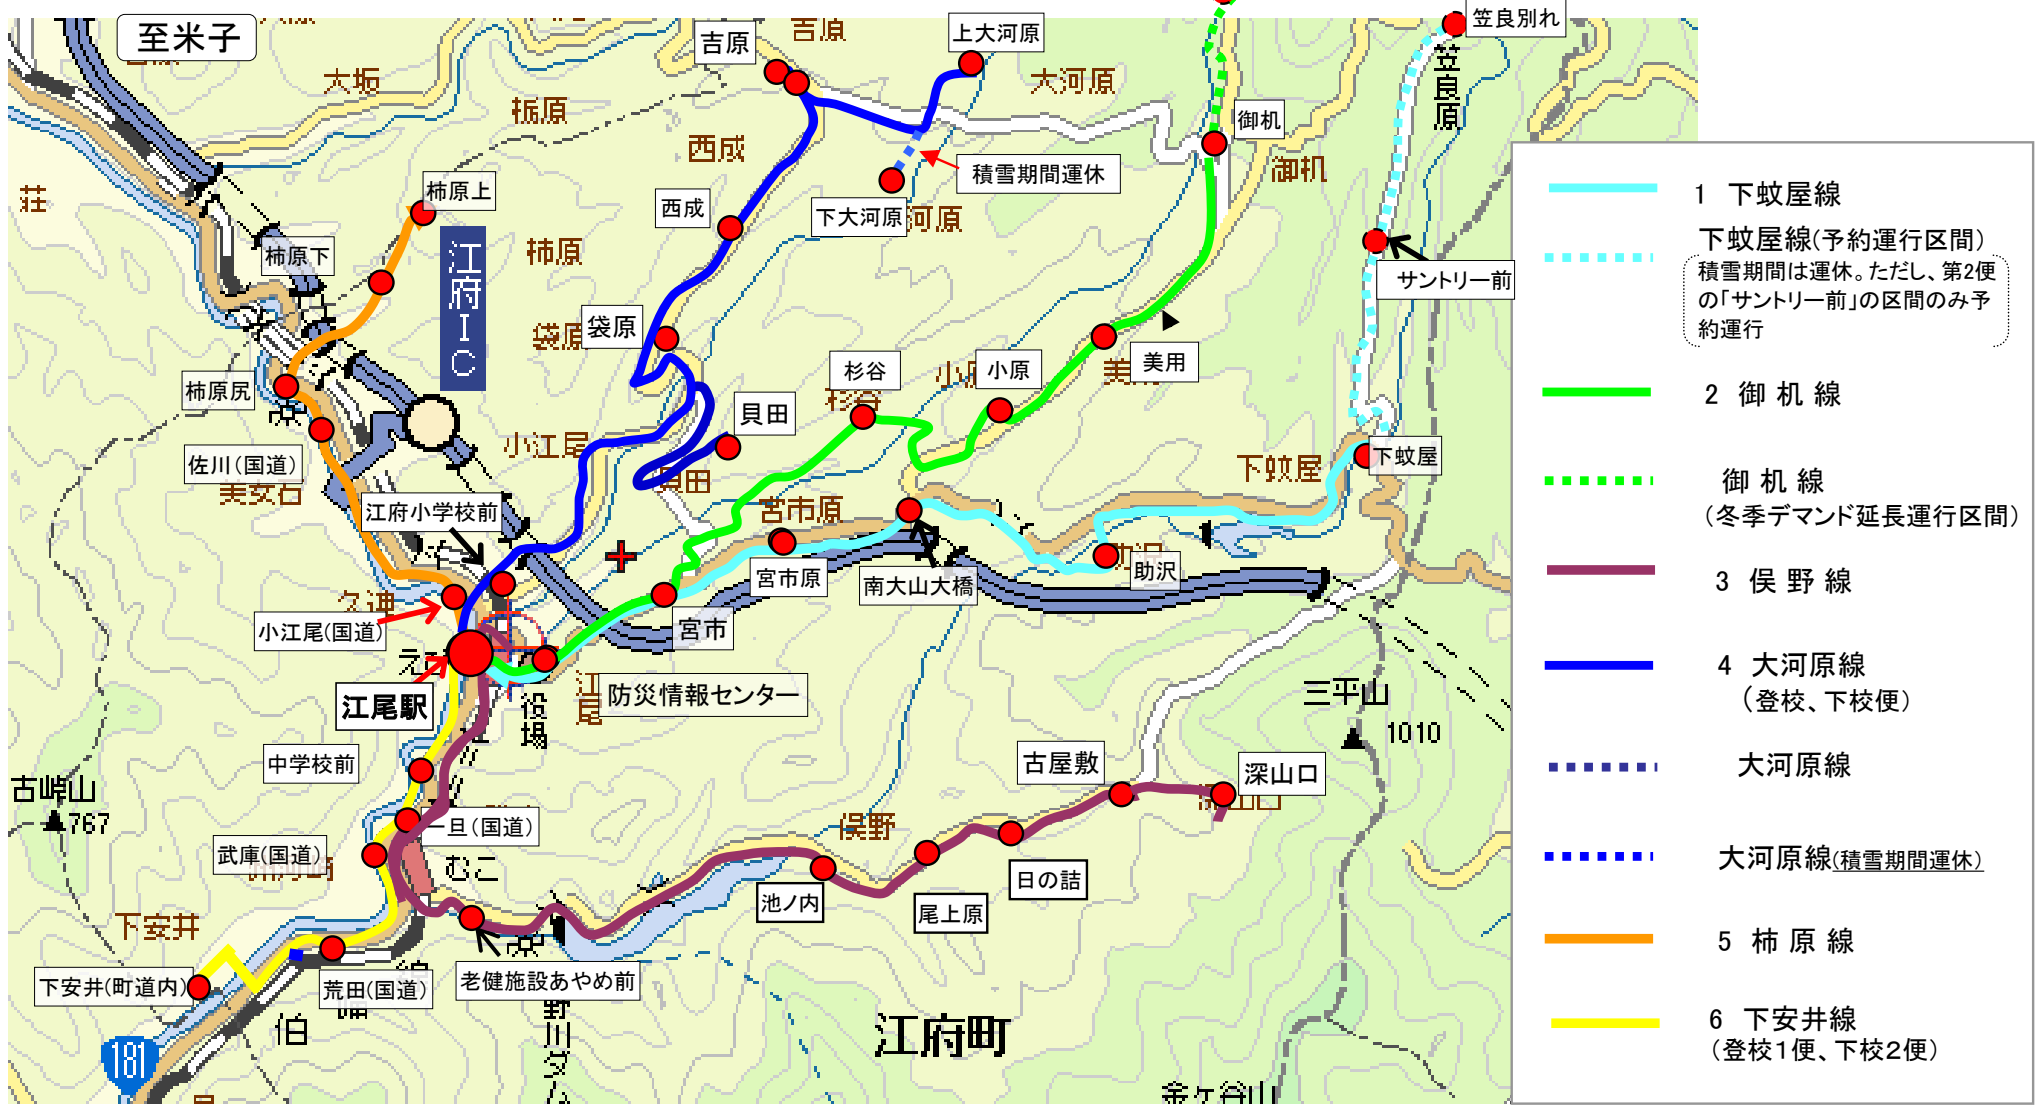 至米子
吉原
吉原
上大河原
笠良別れ
大坂
栃原
大河原
笠良原
御机
西成
積雪期間運休
御机
荘
柿原上
西成
下大河原
河原
柿原下
江府IC
柿原
サントリー前
袋原
袋原
杉谷
小原
美用
柿原尻
杉谷
貝田
小江尾
佐川(国道)
貝田
下蚊屋
下蚊屋
江府小学校前
宮市原
宮市原
南大山大橋
助沢
久連
小江尾(国道)
宮市
江尾駅
江尾
役場
防災情報センター
三平山
1010
中学校前
古屋敷
深山口
古峠山
767
一旦(国道)
武庫(国道)
むこ
俣野
日の詰
池ノ内
尾上原
下安井
下安井(町道内)
荒田(国道)
老健施設あやめ前
伯
江府町
181
1 下蚊屋線
下蚊屋線(予約運行区間)
積雪期間は運休。ただし、第2便
の「サントリー前」の区間のみ予
約運行
2 御机線
御机線
(冬季デマンド延長運行区間)
3 俣野線
4 大河原線
(登校、下校便)
大河原線
大河原線(積雪期間運休)
5 柿原線
6 下安井線
(登校1便、下校2便)